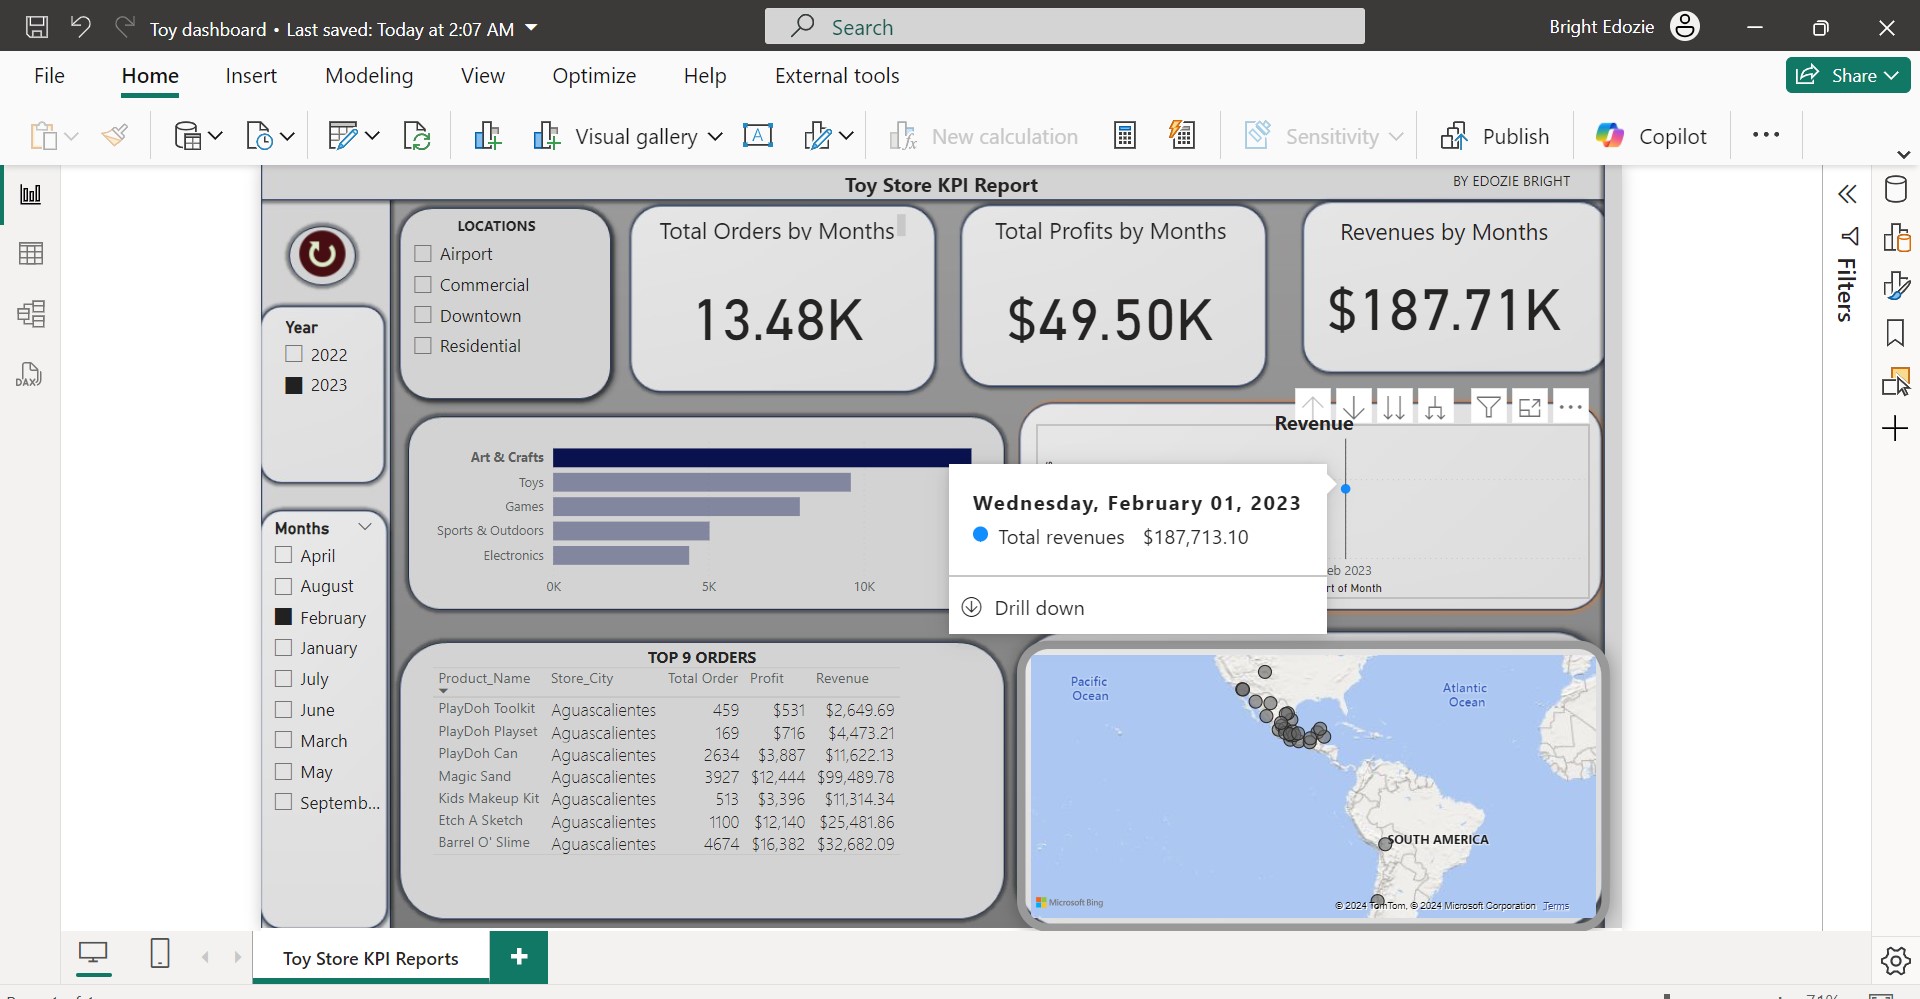 Toy dashboard • Last saved: Today at 2:07 AM
Search
Bright Edozie
File
Home
Insert
Modeling
View
Optimize
Help
External tools
Share
Visual gallery
New calculation
Sensitivity
Publish
Copilot
Toy Store KPI Report
BY EDOZIE BRIGHT
Filters
DAX
LOCATIONS
Airport
Commercial
Downtown
Residential
Total Orders by Months
13.48K
Total Profits by Months
$49.50K
Revenues by Months
$187.71K
Year
2022
2023
Art & Crafts
Toys
Games
Sports & Outdoors
Electronics
0K
5K
10K
Revenue
Wednesday, February 01, 2023
Total revenues $187,713.10
Drill down
eb 2023
rt of Month
Months
April
August
February
January
July
June
March
May
Septemb...
TOP 9 ORDERS
Product_Name Store_City Total Order Profit Revenue
PlayDoh Toolkit Aguascalientes 459 $531 $2,649.69
PlayDoh Playset Aguascalientes 169 $716 $4,473.21
PlayDoh Can Aguascalientes 2634 $3,887 $11,622.13
Magic Sand Aguascalientes 3927 $12,444 $99,489.78
Kids Makeup Kit Aguascalientes 513 $3,396 $11,314.34
Etch A Sketch Aguascalientes 1100 $12,140 $25,481.86
Barrel O' Slime Aguascalientes 4674 $16,382 $32,682.09
Pacific
Ocean
Atlantic
Ocean
SOUTH AMERICA
Microsoft Bing
© 2024 TomTom, © 2024 Microsoft Corporation Terms
Toy Store KPI Reports
71%